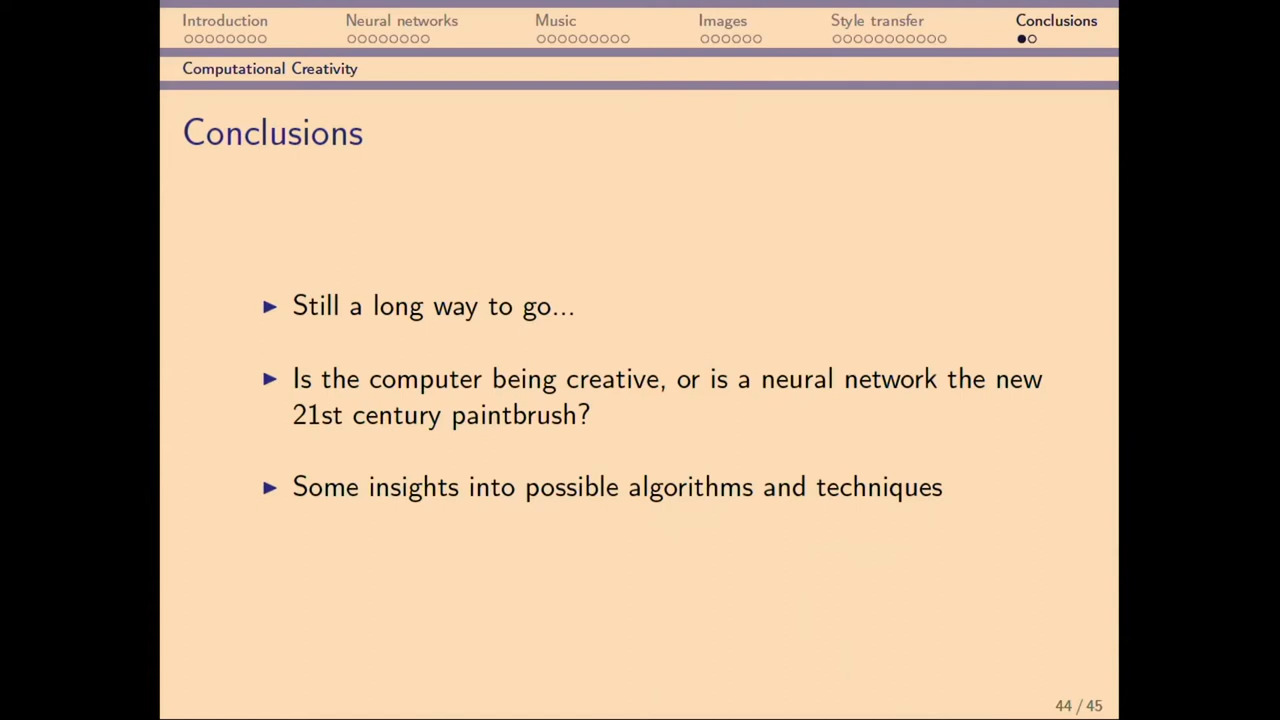 Introduction Neural networks Music Images Style transfer Conclusions
Computational Creativity
Conclusions
Still a long way to go...
Is the computer being creative, or is a neural network the new
21st century paintbrush?
Some insights into possible algorithms and techniques
44 / 45